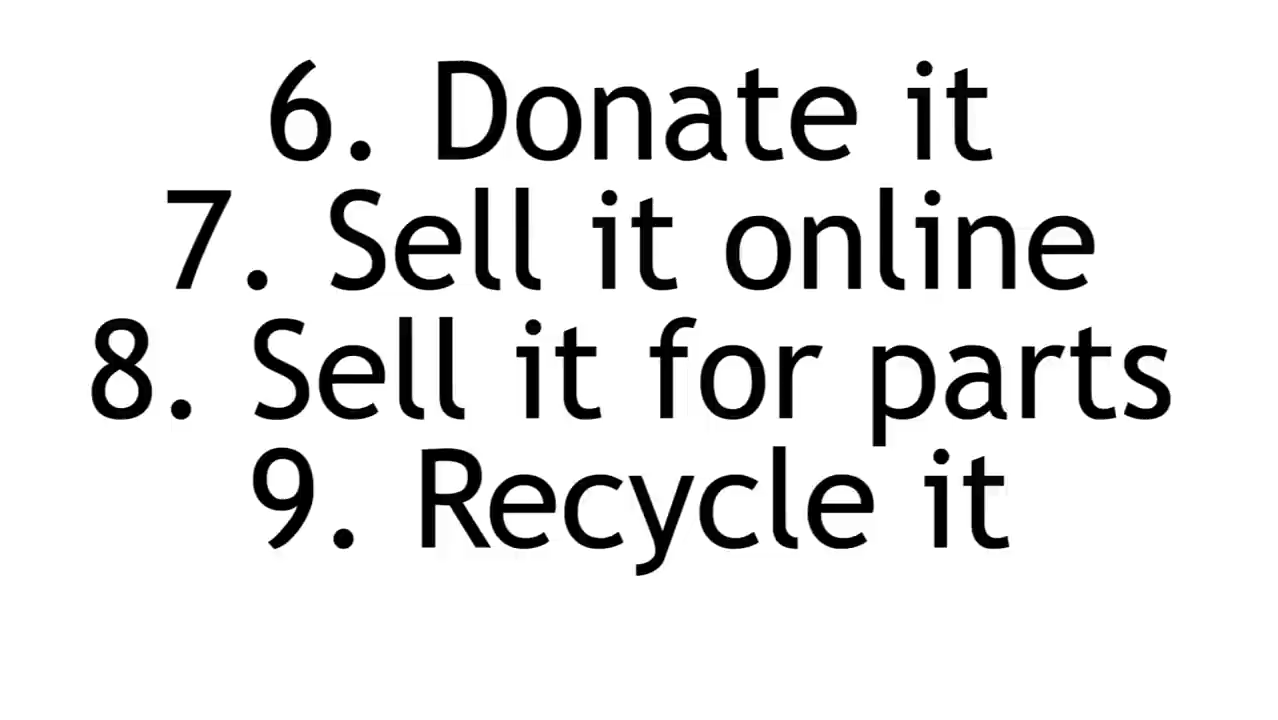 6. Donate it
7. Sell it online
8. Sell it for parts
9. Recycle it